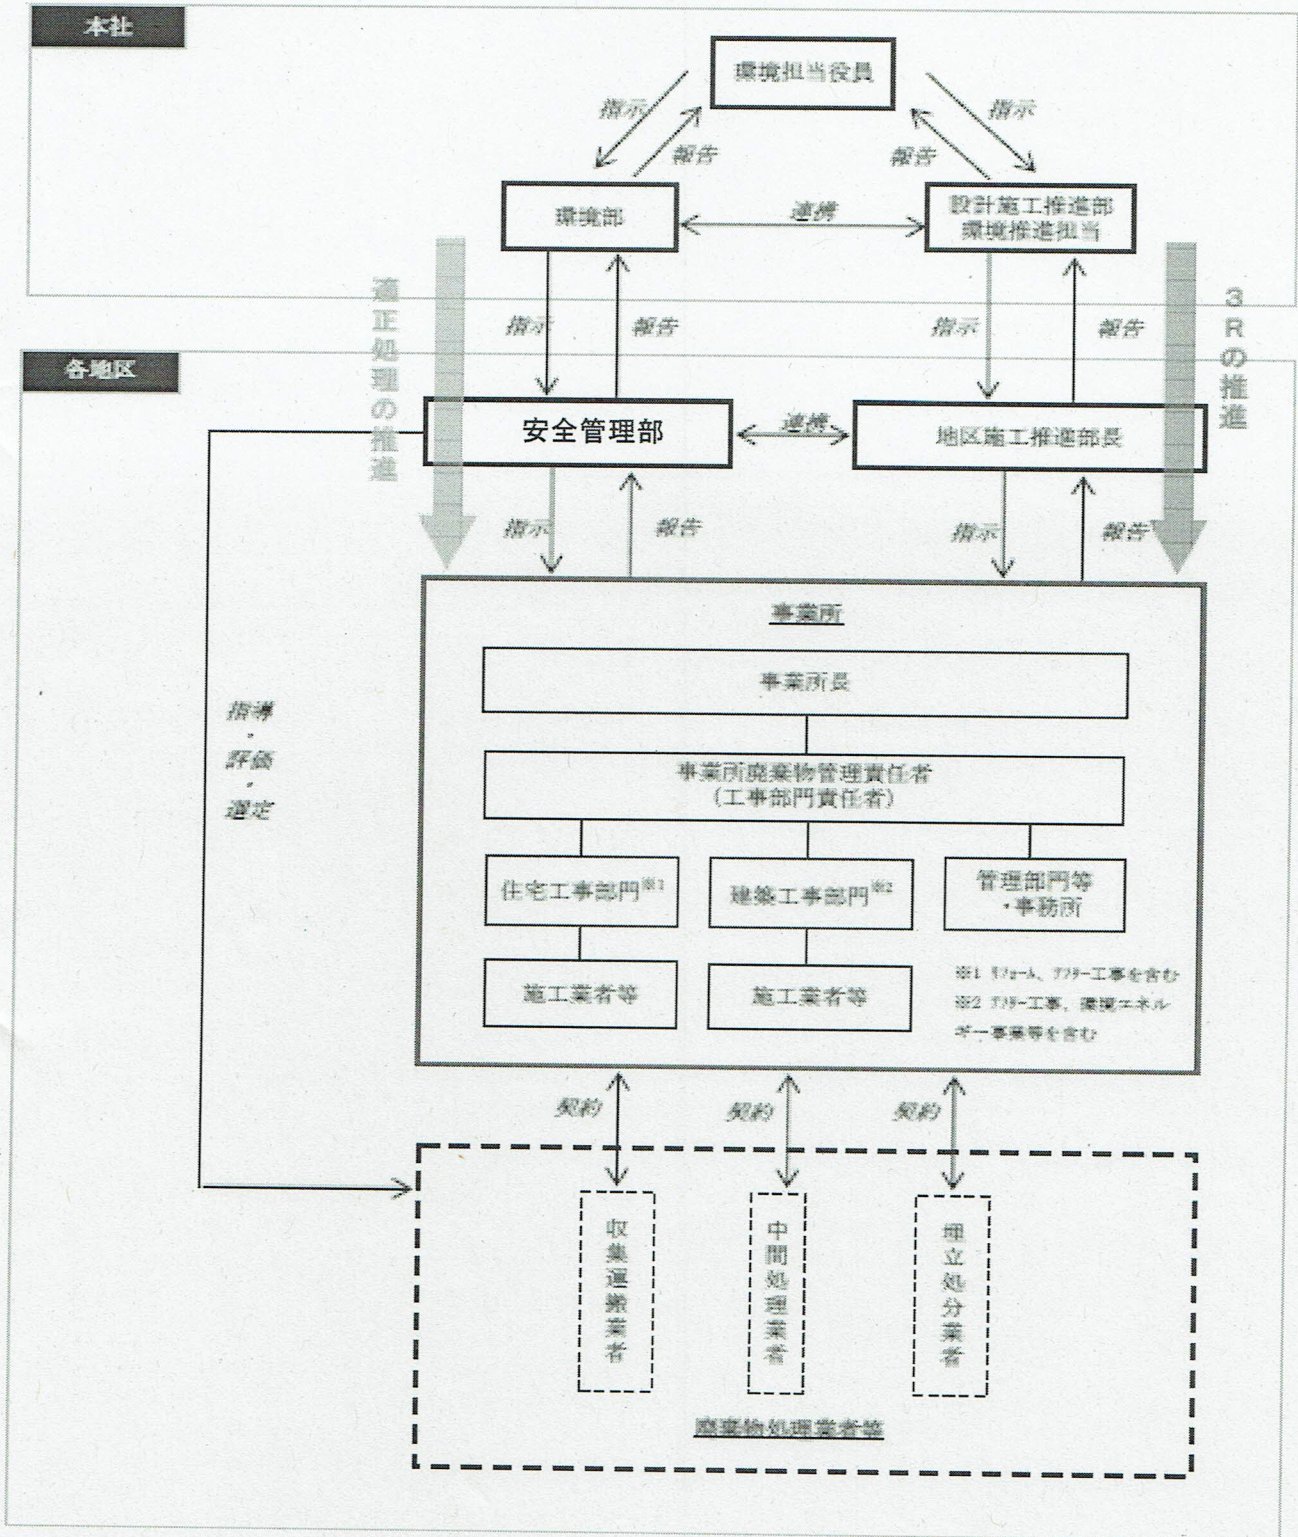 本社
環境担当役員
指示
報告
報告
指示
環境部
連携
設計施工推進部
環境推進担当
適正処理の推進
指示
報告
指示
報告
3Rの推進
各地区
安全管理部
連携
地区施工推進部長
指示
報告
指示
報告
事業所
事業所長
事業所廃棄物管理責任者
(工事部門責任者)
住宅工事部門※1
建築工事部門※2
管理部門等
・事務所
施工業者等
施工業者等
※1 ﾘﾌｫｰﾑ、ｱﾌﾀｰ工事を含む
※2 ｱﾌﾀｰ工事、環境エネル
ギー事業等を含む
指導
・
評価
・
選定
契約
契約
契約
収集運搬業者
中間処理業者
埋立処分業者
廃棄物処理業者等